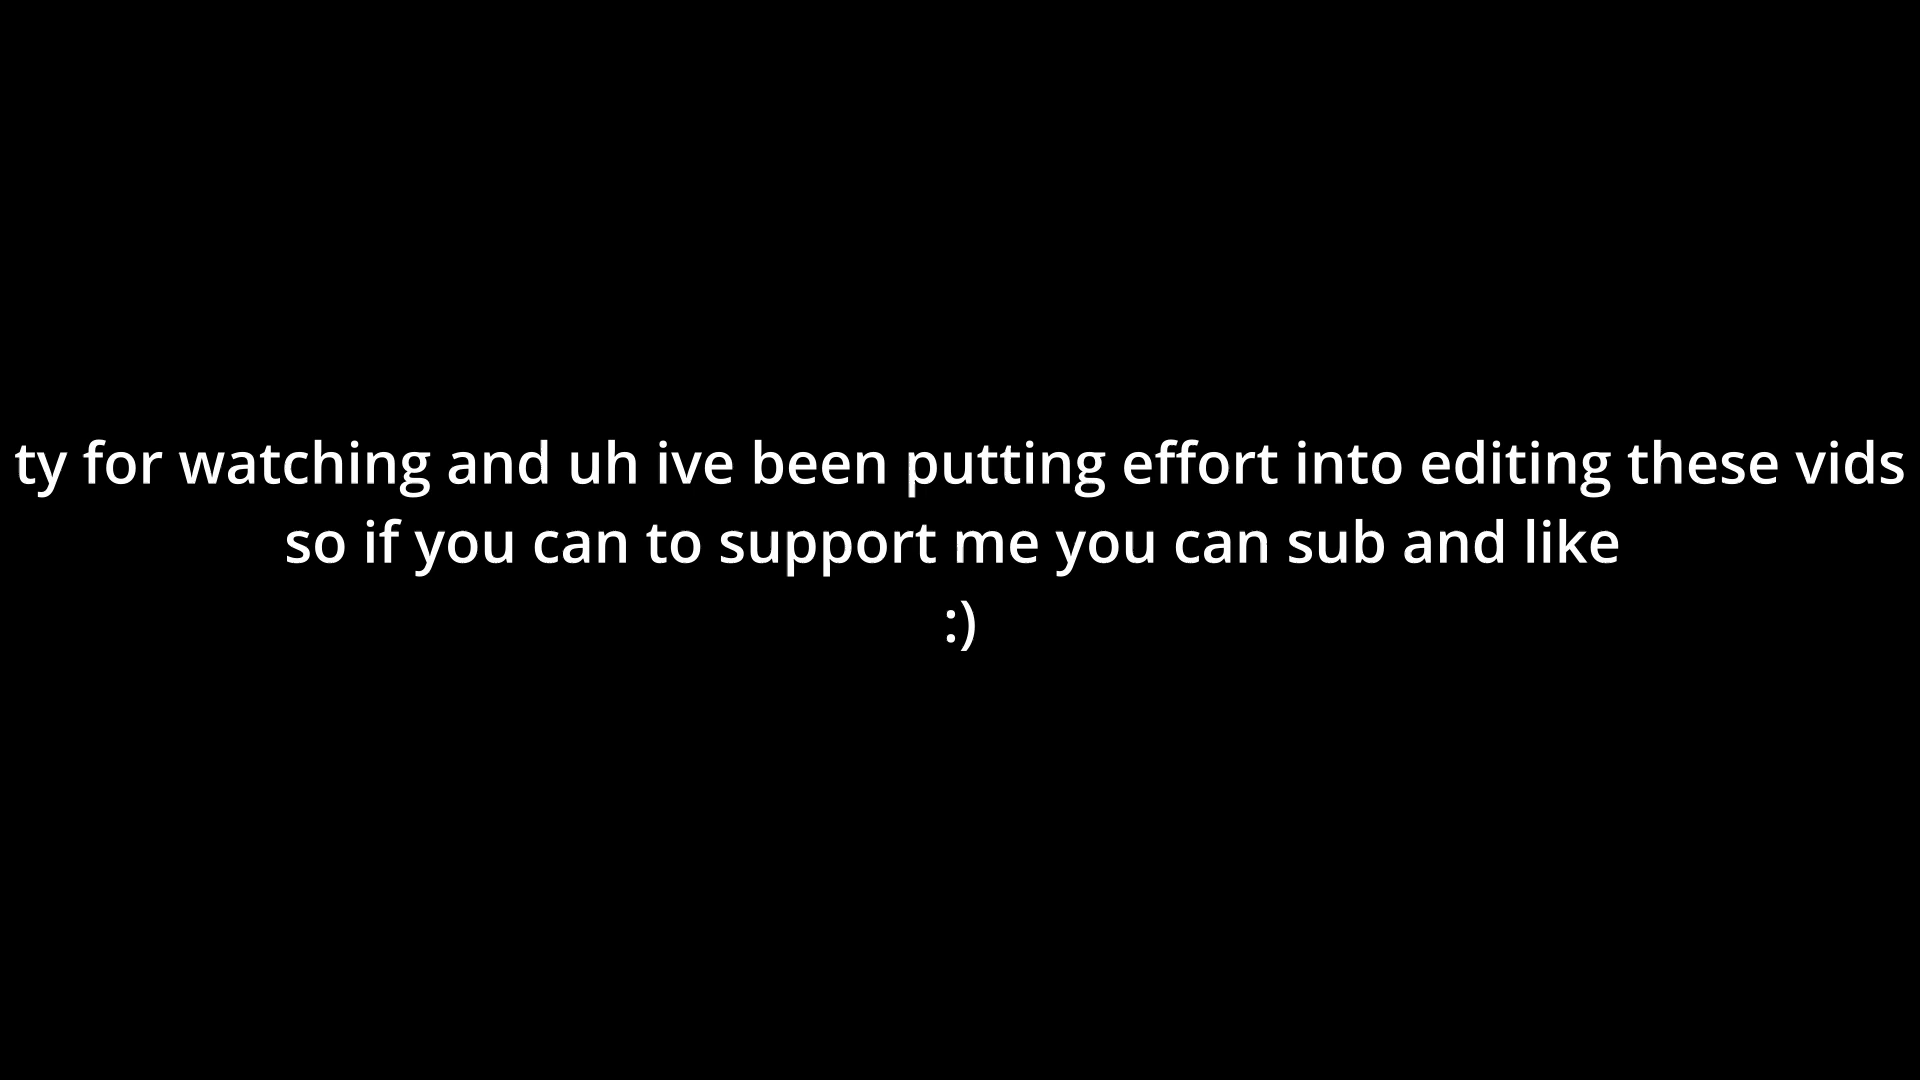 ty for watching and uh ive been putting effort into editing these vids
so if you can to support me you can sub and like
:)